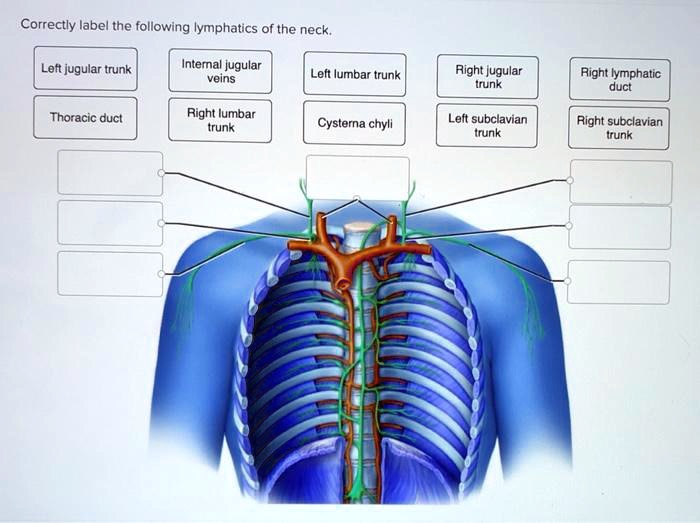 Correctly label the following lymphatics of the neck.
Left jugular trunk
Internal jugular
veins
Left lumbar trunk
Right jugular
trunk
Right lymphatic
duct
Thoracic duct
Right lumbar
trunk
Cysterna chyli
Left subclavian
trunk
Right subclavian
trunk